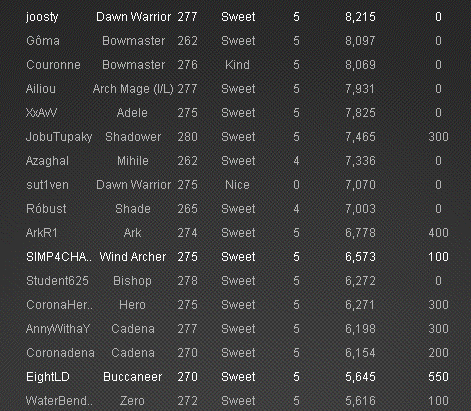 joosty Dawn Warrior 277 Sweet 5 8,215 0
Gôma Bowmaster 262 Sweet 5 8,097 0
Couronne Bowmaster 276 Kind 5 8,069 0
Ailiou Arch Mage (I/L) 277 Sweet 5 7,931 0
XxAvV Adele 275 Sweet 5 7,825 0
JobuTupaky Shadower 280 Sweet 5 7,465 300
Azaghal Mihile 262 Sweet 4 7,336 0
sut1ven Dawn Warrior 275 Nice 0 7,070 0
Róbust Shade 265 Sweet 4 7,003 0
ArkR1 Ark 274 Sweet 5 6,778 400
SIMP4CHA.. Wind Archer 275 Sweet 5 6,573 100
Student625 Bishop 278 Sweet 5 6,272 0
CoronaHer.. Hero 275 Sweet 5 6,271 300
AnnyWithaY Cadena 277 Sweet 5 6,198 300
Coronadena Cadena 270 Sweet 5 6,154 200
EightLD Buccaneer 270 Sweet 5 5,645 550
WaterBend.. Zero 272 Sweet 5 5,616 100